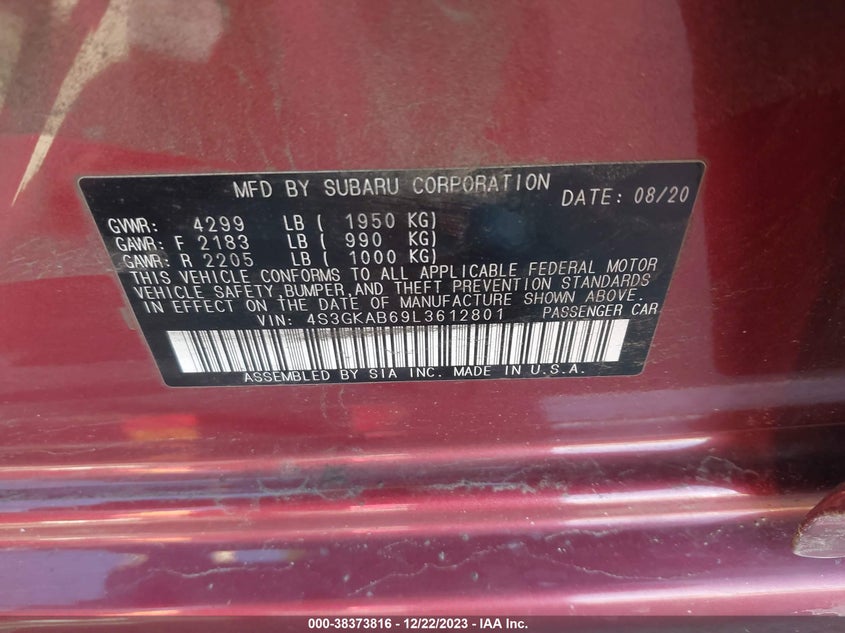 MFD BY SUBARU CORPORATION DATE: 08/20
GVWR: 4299 LB ( 1950 KG)
GAWR: F 2183 LB ( 990 KG)
GAWR: R 2205 LB ( 1000 KG)
THIS VEHICLE CONFORMS TO ALL APPLICABLE FEDERAL MOTOR
VEHICLE SAFETY, BUMPER, AND THEFT PREVENTION STANDARDS
IN EFFECT ON THE DATE OF MANUFACTURE SHOWN ABOVE.
VIN: 4S3GKAB69L3612801 PASSENGER CAR
ASSEMBLED BY SIA INC. MADE IN U.S.A.
000-38373816 - 12/22/2023 - IAA Inc.